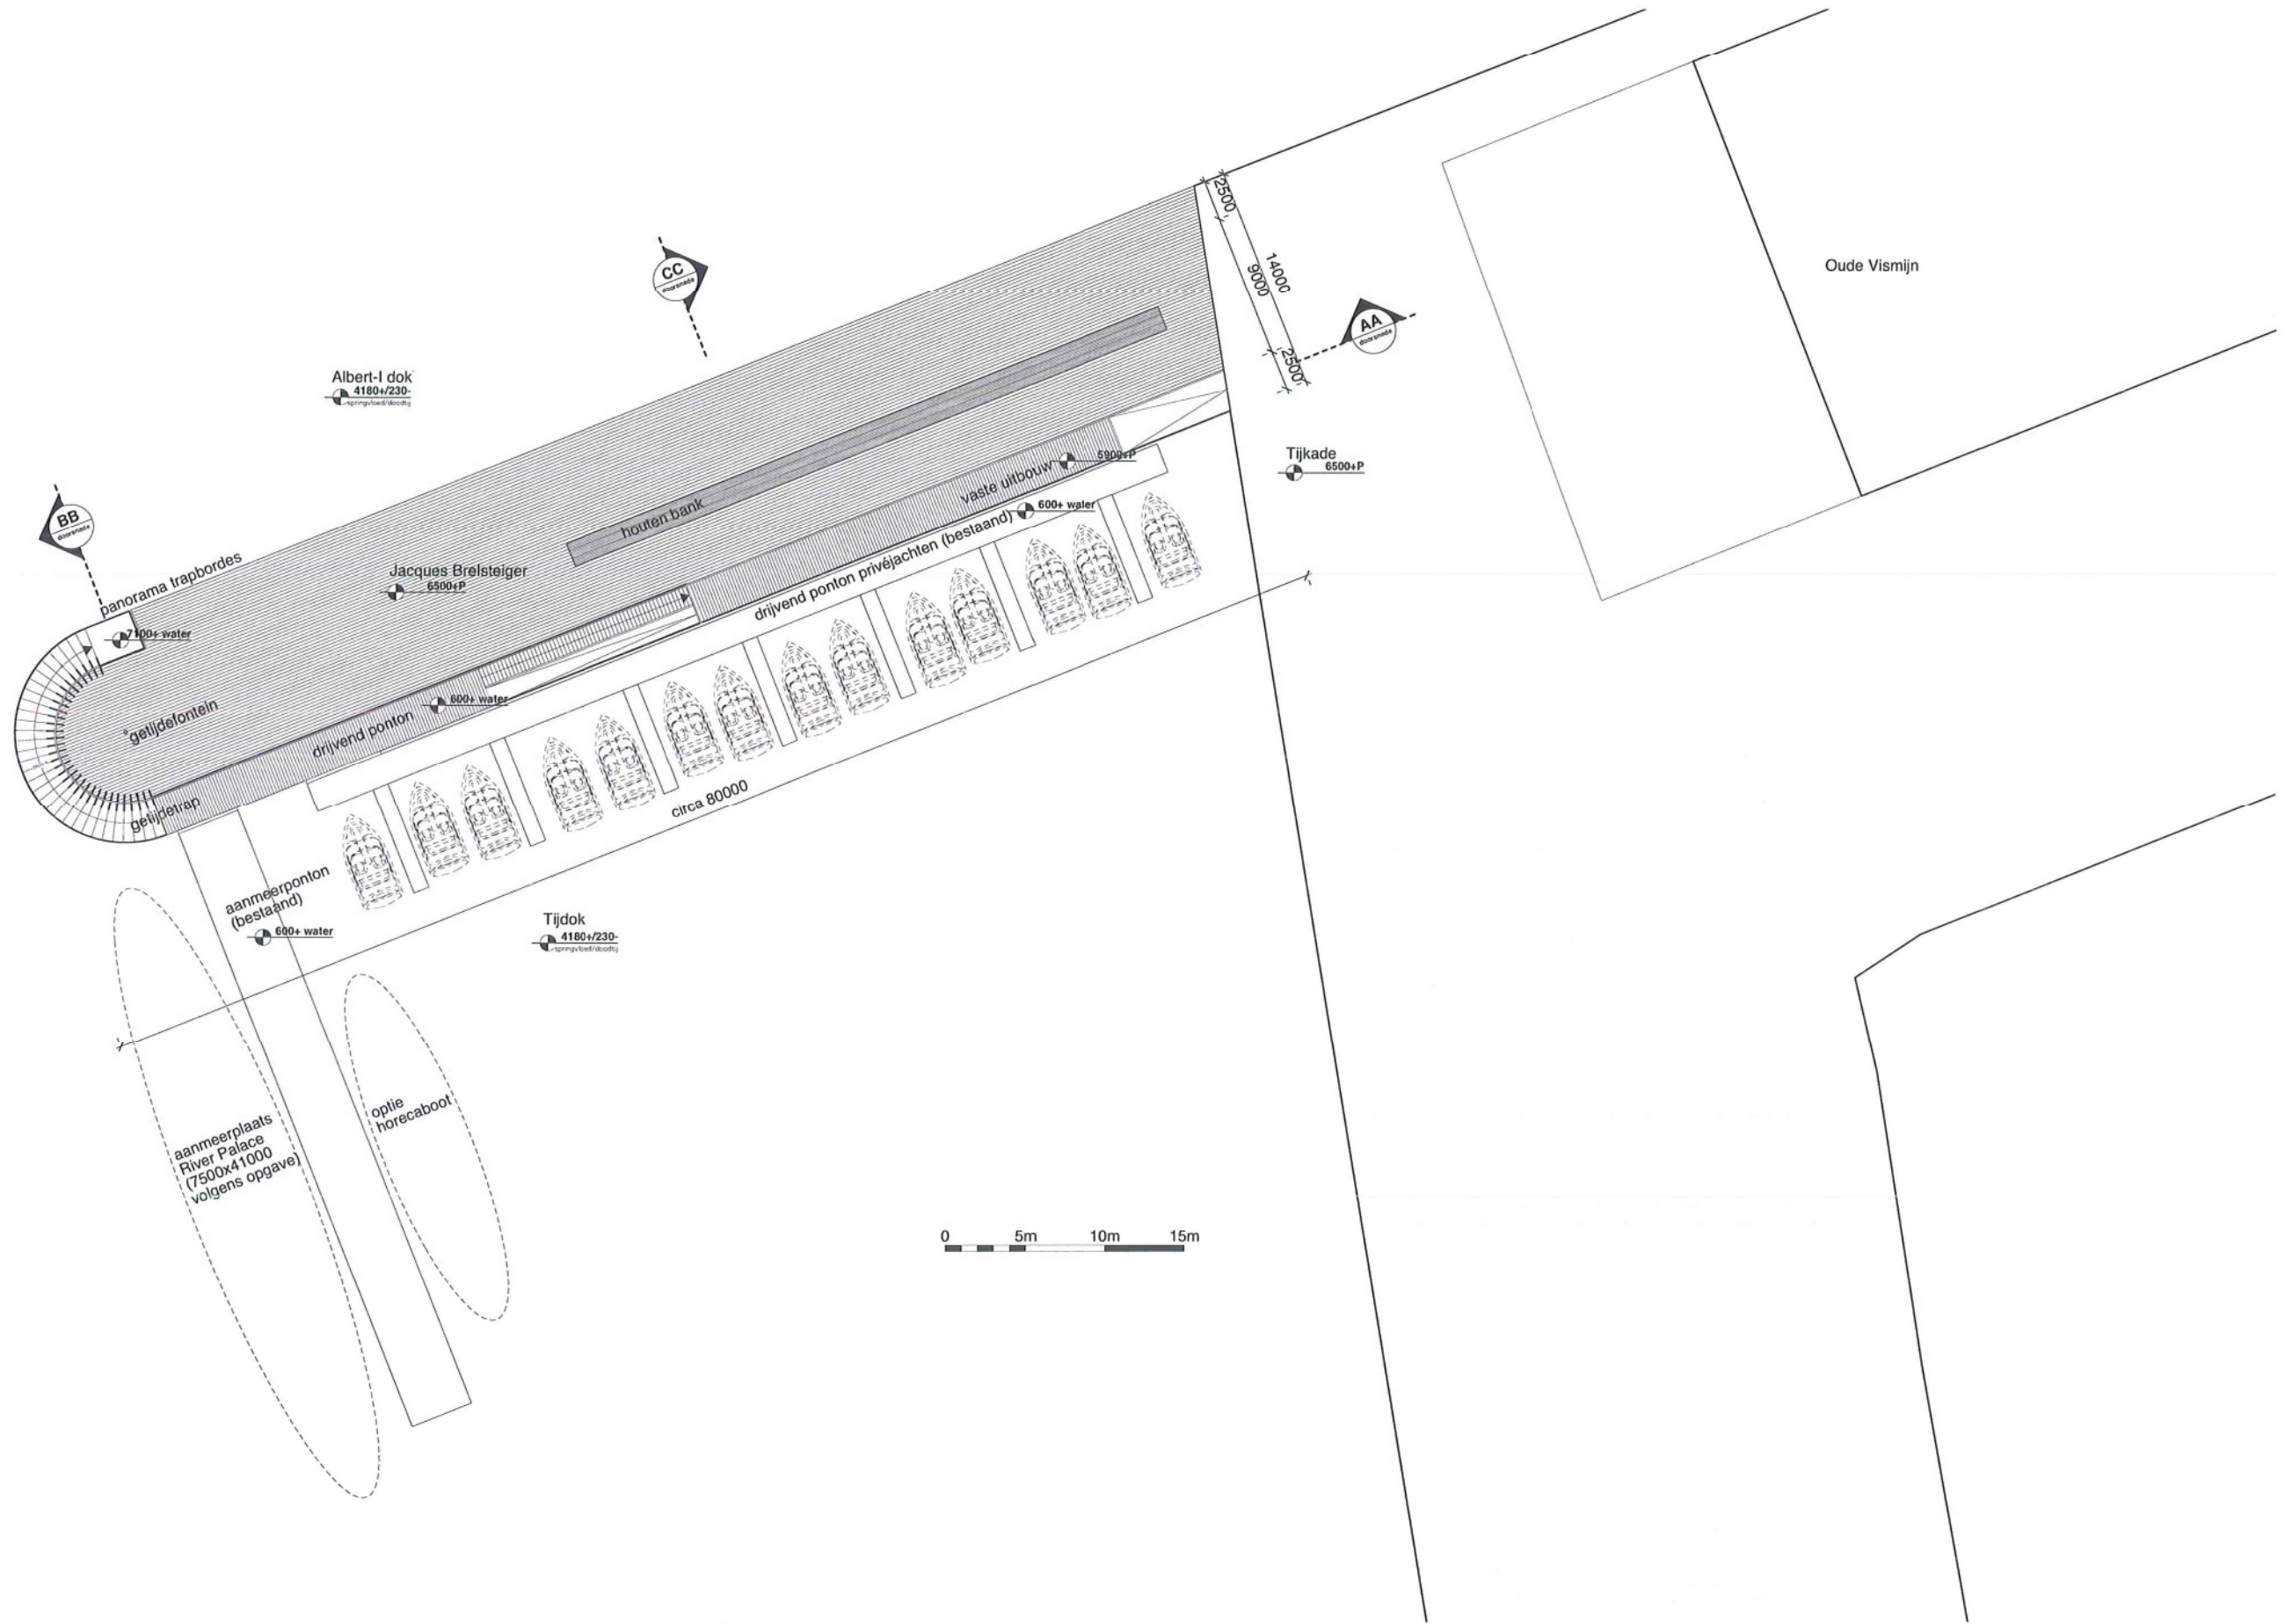 Oude Vismijn
2500
14000
9000
2500
CC
doorsnede
AA
doorsnede
Albert-I dok
4180+/230-
springvloed/doodtij
Tijkade
6500+P
5900+P
vaste uitbouw
houten bank
600+ water
drijvend ponton privéjachten (bestaand)
BB
doorsnede
panorama trapbordes
Jacques Brelsteiger
6500+P
7100+ water
°getijdefontein
600+ water
drijvend ponton
getijdetrap
circa 80000
aanmeerponton
(bestaand)
600+ water
Tijdok
4180+/230-
springvloed/doodtij
optie
horecaboot
aanmeerplaats
River Palace
(7500x41000
volgens opgave)
0 5m 10m 15m